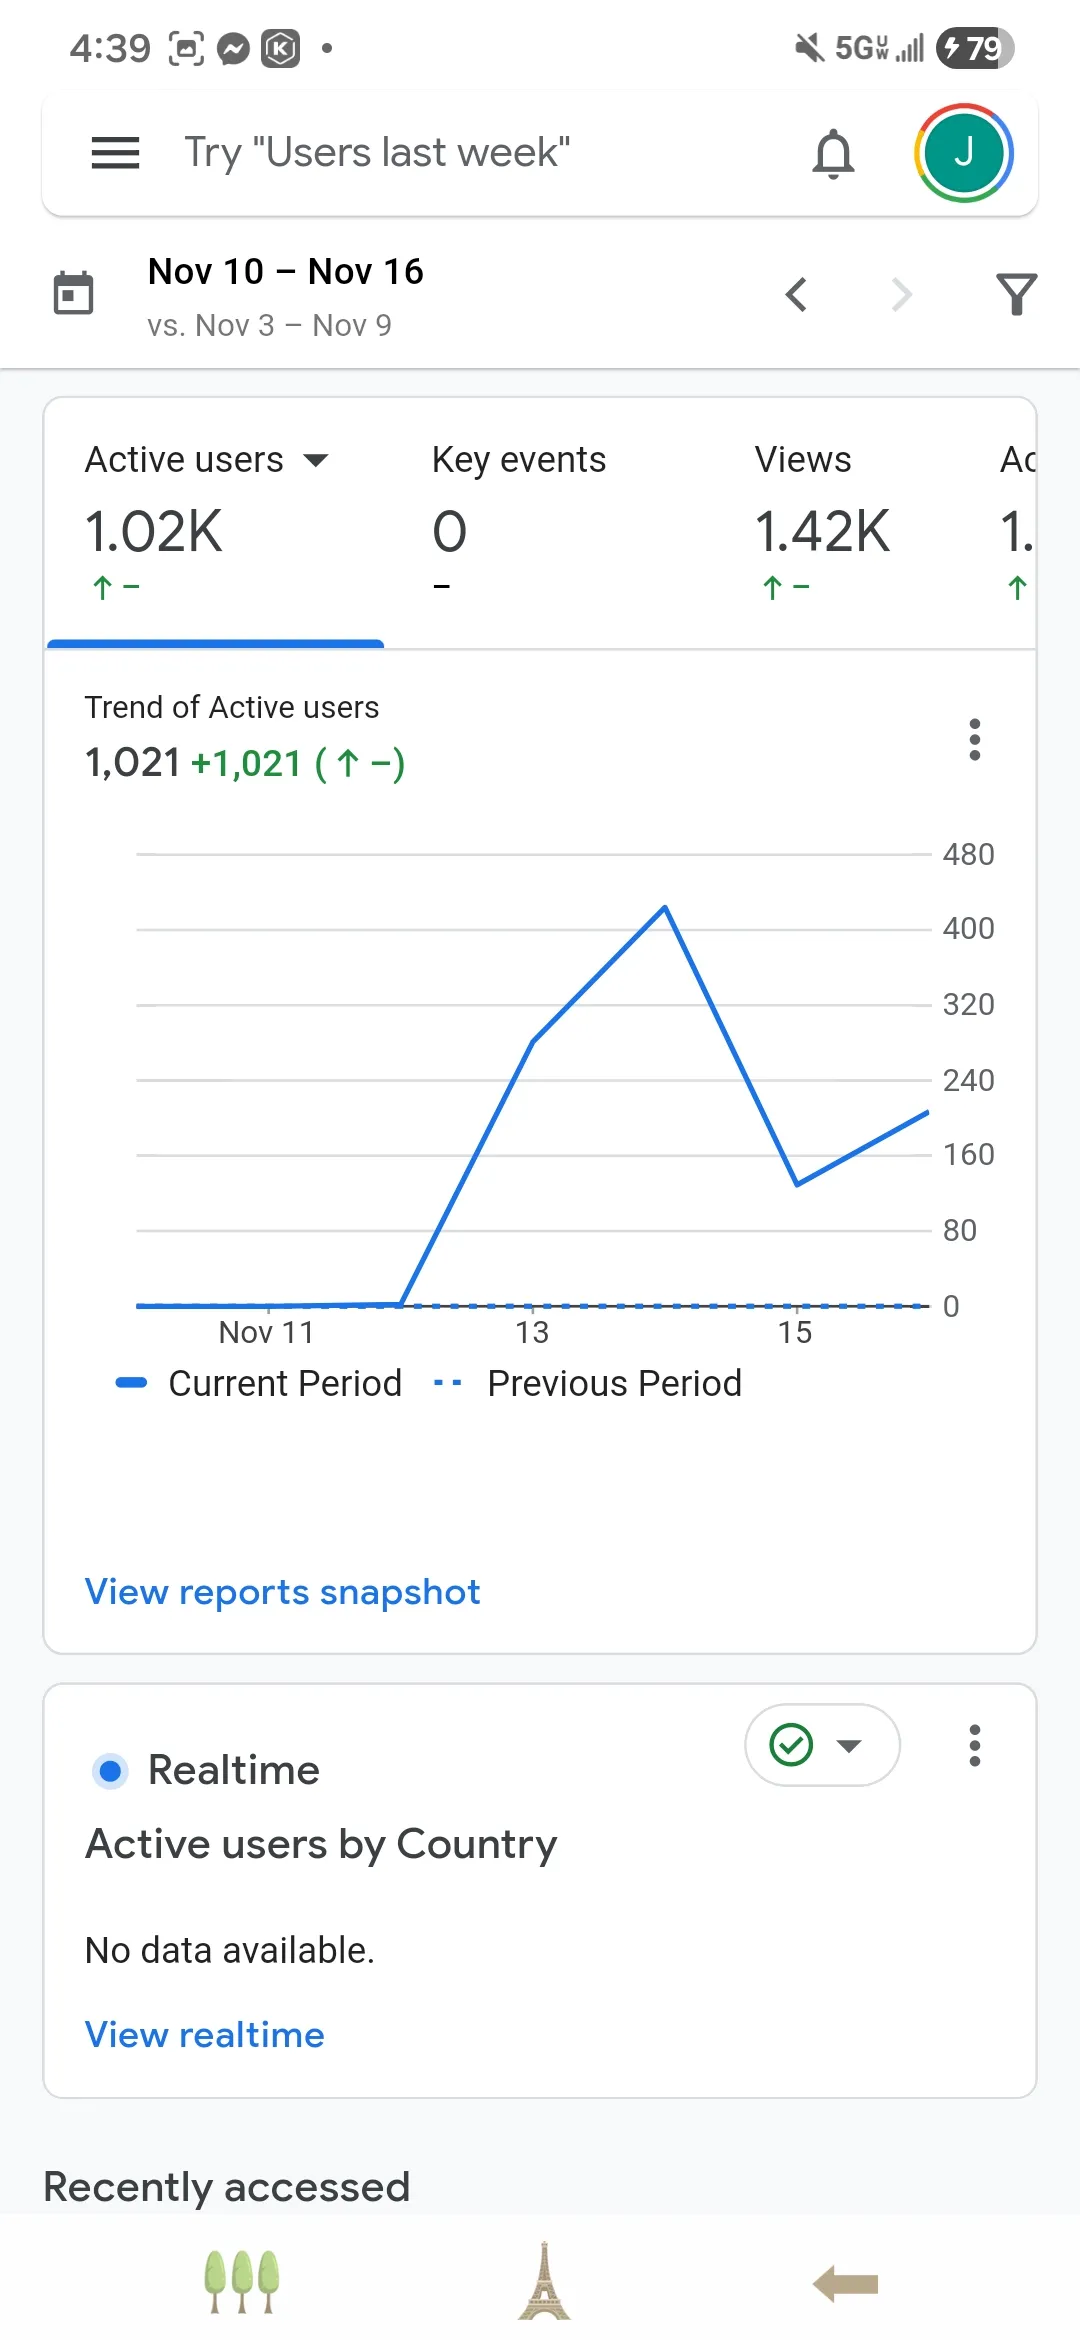 4:39 K 5G UW 79
Try "Users last week" J
Nov 10 – Nov 16
vs. Nov 3 – Nov 9
Active users Key events Views Ac
1.02K 0 1.42K 1.
↑ – – ↑ – ↑
Trend of Active users
1,021 +1,021 (↑ –)
480
400
320
240
160
80
0
Nov 11 13 15
Current Period Previous Period
View reports snapshot
Realtime
Active users by Country
No data available.
View realtime
Recently accessed